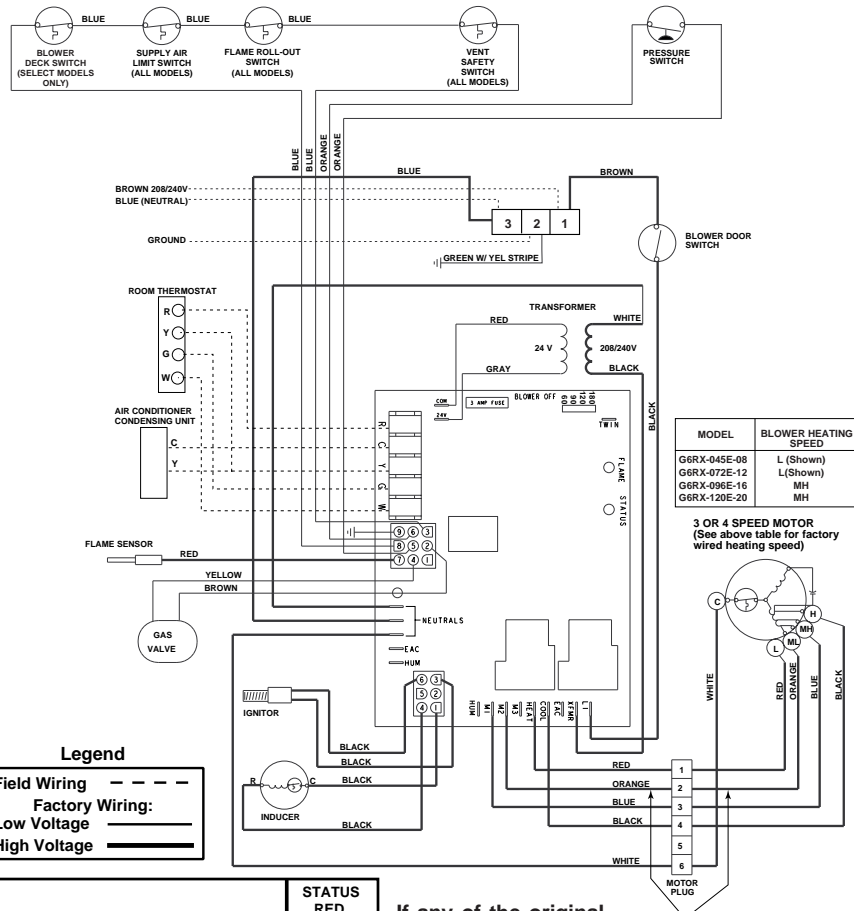 BLUE
BLUE
BLUE
BLOWER
DECK SWITCH
(SELECT MODELS
ONLY)
SUPPLY AIR
LIMIT SWITCH
(ALL MODELS)
FLAME ROLL-OUT
SWITCH
(ALL MODELS)
VENT
SAFETY
SWITCH
(ALL MODELS)
PRESSURE
SWITCH
BLUE
BLUE
ORANGE
ORANGE
BLUE
BROWN
BROWN 208/240V
BLUE (NEUTRAL)
3 2 1
GROUND
GREEN W/ YEL STRIPE
BLOWER DOOR
SWITCH
ROOM THERMOSTAT
R
Y
G
W
TRANSFORMER
RED
WHITE
24 V
208/240V
GRAY
BLACK
BLACK
AIR CONDITIONER
CONDENSING UNIT
C
Y
COM
24V
3 AMP FUSE
BLOWER OFF
60
90
120
180
TWIN
R
C
Y
G
W
FLAME
STATUS
MODEL
BLOWER HEATING
SPEED
G6RX-045E-08 L (Shown)
G6RX-072E-12 L(Shown)
G6RX-096E-16 MH
G6RX-120E-20 MH
3 OR 4 SPEED MOTOR
(See above table for factory
wired heating speed)
9 6 3
8 5 2
7 4 1
FLAME SENSOR
RED
YELLOW
BROWN
GAS
VALVE
NEUTRALS
EAC
HUM
C
H
MH
ML
L
WHITE
RED
ORANGE
BLUE
BLACK
6 3
5 2
4 1
IGNITOR
BLACK
BLACK
BLACK
BLACK
R
C
INDUCER
HUM
M1
M2
M3
HEAT
COOL
EAC
XFMR
L1
RED
ORANGE
BLUE
BLACK
WHITE
1
2
3
4
5
6
MOTOR
PLUG
Legend
Field Wiring
Factory Wiring:
Low Voltage
High Voltage
STATUS
RED
If any of the original